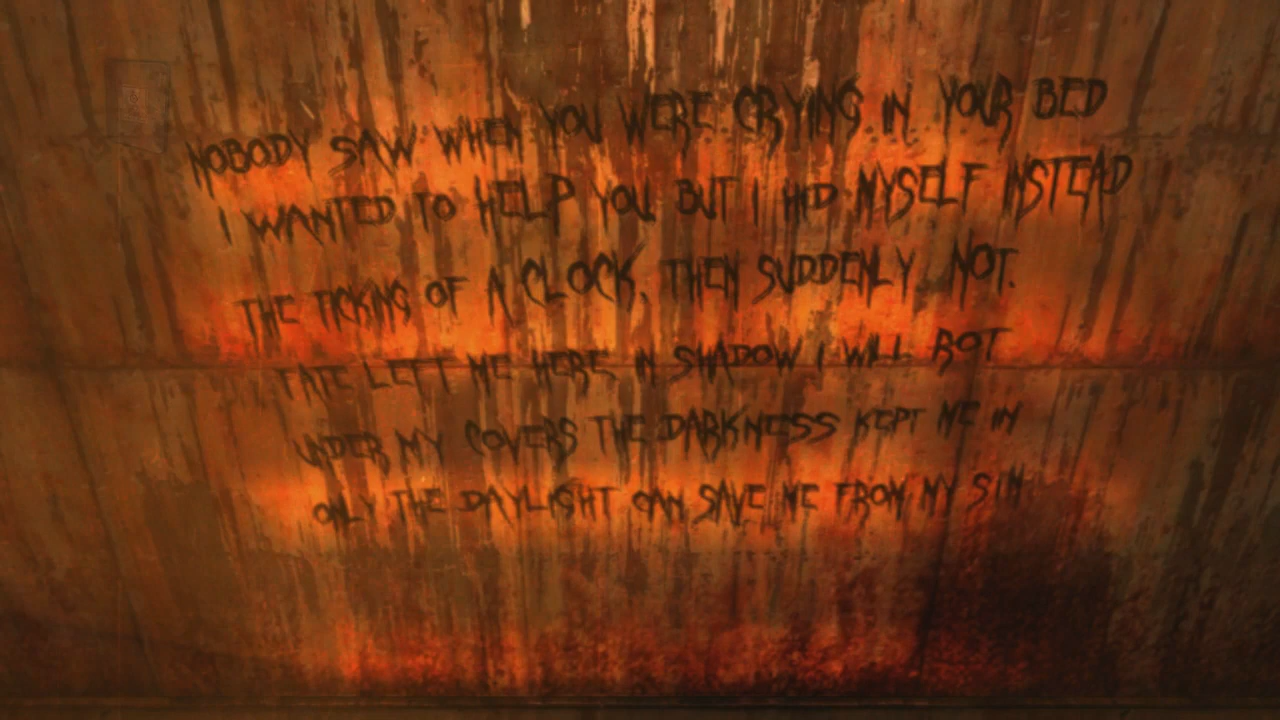 NOBODY SAW WHEN YOU WERE CRYING IN YOUR BED
I WANTED TO HELP YOU BUT I HID MYSELF INSTEAD
THE TICKING OF A CLOCK, THEN SUDDENLY NOT.
FATE LEFT ME HERE IN SHADOW I WILL ROT
UNDER MY COVERS THE DARKNESS KEPT ME IN
ONLY THE DAYLIGHT CAN SAVE ME FROM MY SIN